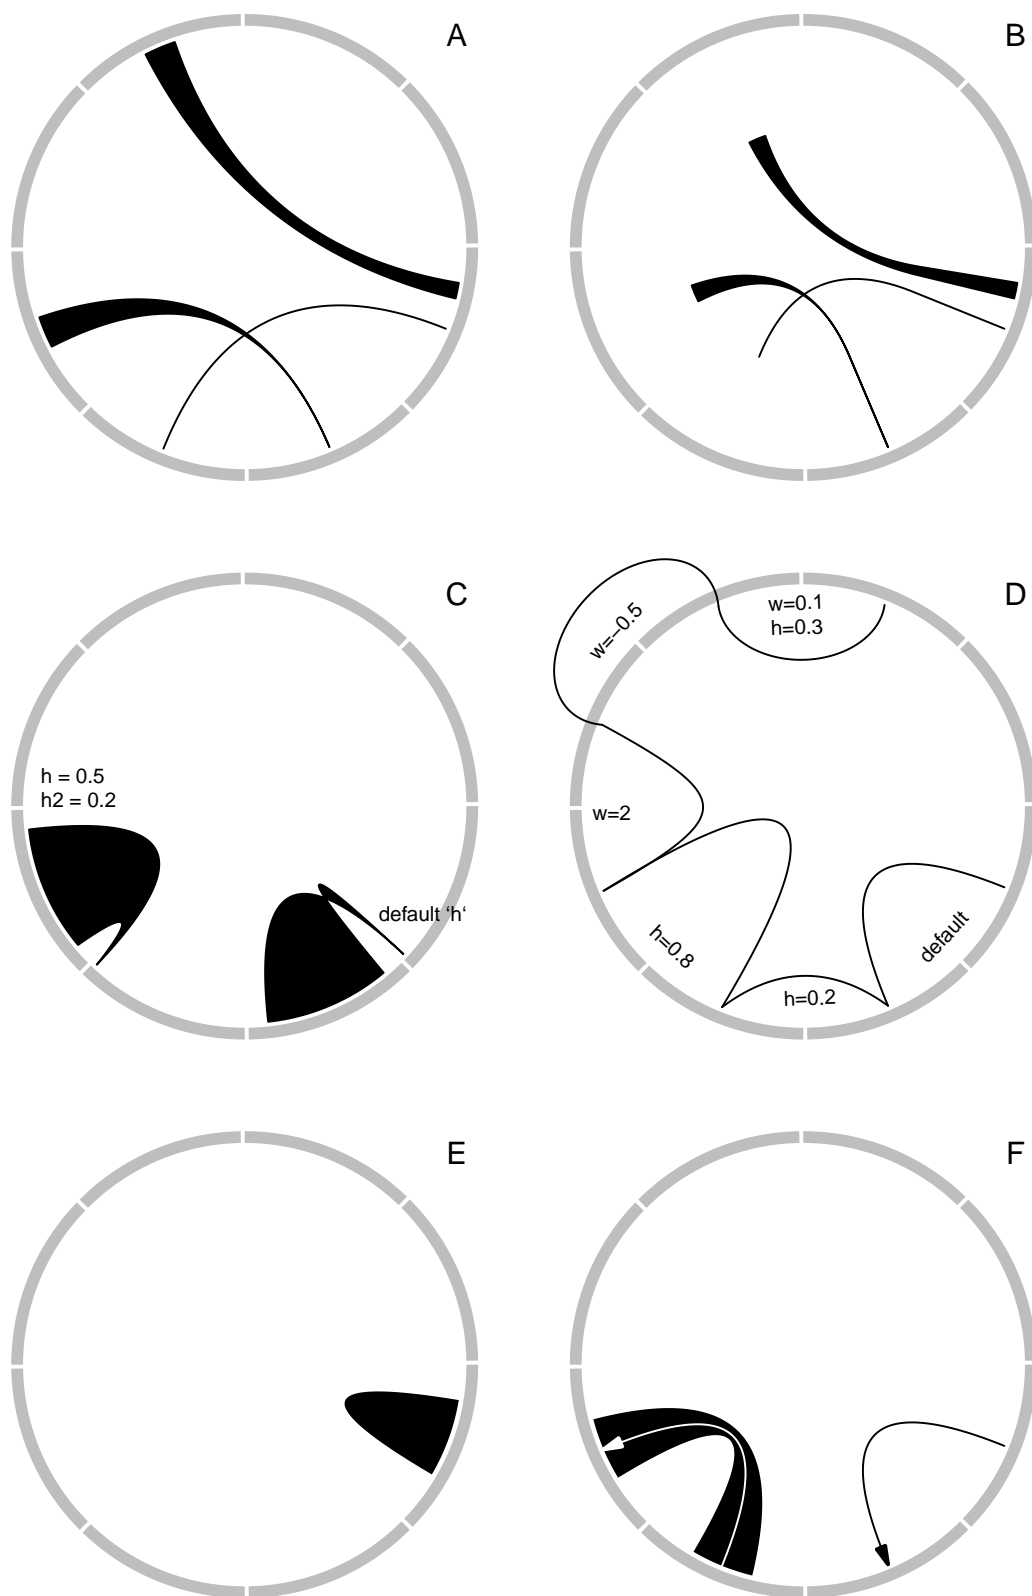 A
B
C
h = 0.5
h2 = 0.2
default ‘h‘
D
w=−0.5
w=0.1
h=0.3
w=2
h=0.8
h=0.2
default
E
F